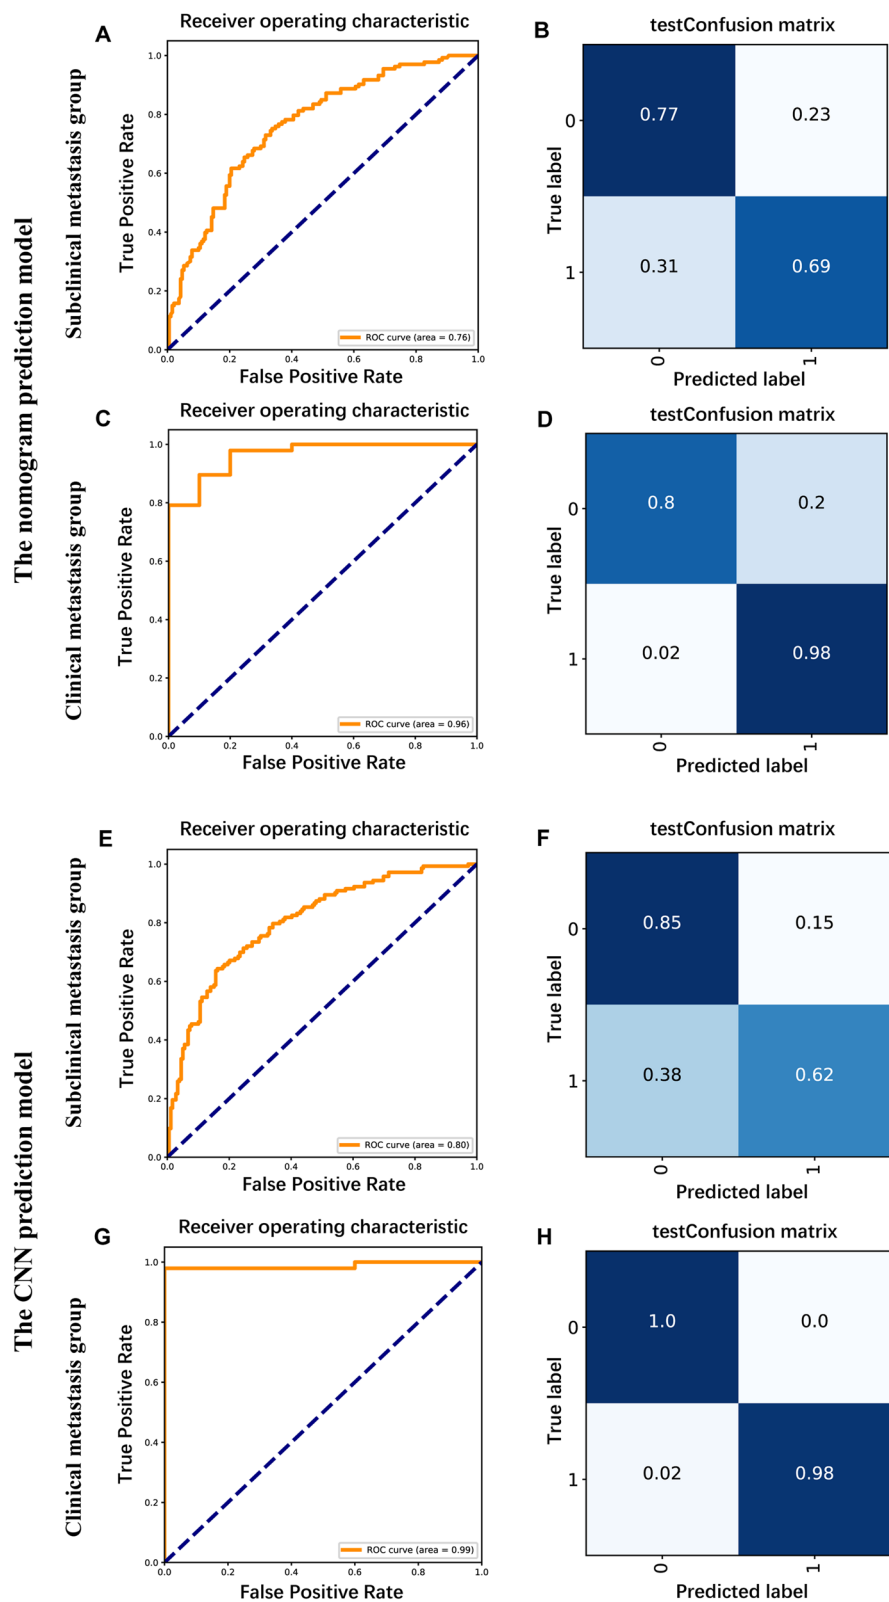 The nomogram prediction model
Subclinical metastasis group
A
Receiver operating characteristic
True Positive Rate
1.0
0.8
0.6
0.4
0.2
0.0
0.0 0.2 0.4 0.6 0.8 1.0
False Positive Rate
ROC curve (area = 0.76)
B
testConfusion matrix
True label
0
1
0.77 0.23
0.31 0.69
0 1
Predicted label
Clinical metastasis group
C
Receiver operating characteristic
True Positive Rate
1.0
0.8
0.6
0.4
0.2
0.0
0.0 0.2 0.4 0.6 0.8 1.0
False Positive Rate
ROC curve (area = 0.96)
D
testConfusion matrix
True label
0
1
0.8 0.2
0.02 0.98
0 1
Predicted label
The CNN prediction model
Subclinical metastasis group
E
Receiver operating characteristic
True Positive Rate
1.0
0.8
0.6
0.4
0.2
0.0
0.0 0.2 0.4 0.6 0.8 1.0
False Positive Rate
ROC curve (area = 0.80)
F
testConfusion matrix
True label
0
1
0.85 0.15
0.38 0.62
0 1
Predicted label
Clinical metastasis group
G
Receiver operating characteristic
True Positive Rate
1.0
0.8
0.6
0.4
0.2
0.0
0.0 0.2 0.4 0.6 0.8 1.0
False Positive Rate
ROC curve (area = 0.99)
H
testConfusion matrix
True label
0
1
1.0 0.0
0.02 0.98
0 1
Predicted label